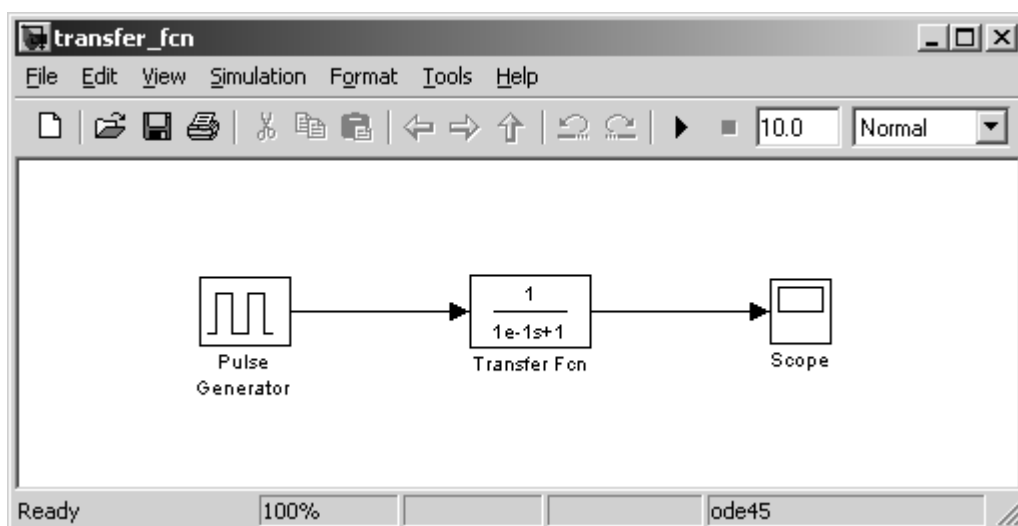 transfer_fcn
File Edit View Simulation Format Tools Help
10.0 Normal
1
1e-1s+1
Pulse
Generator
Transfer Fcn
Scope
Ready 100% ode45